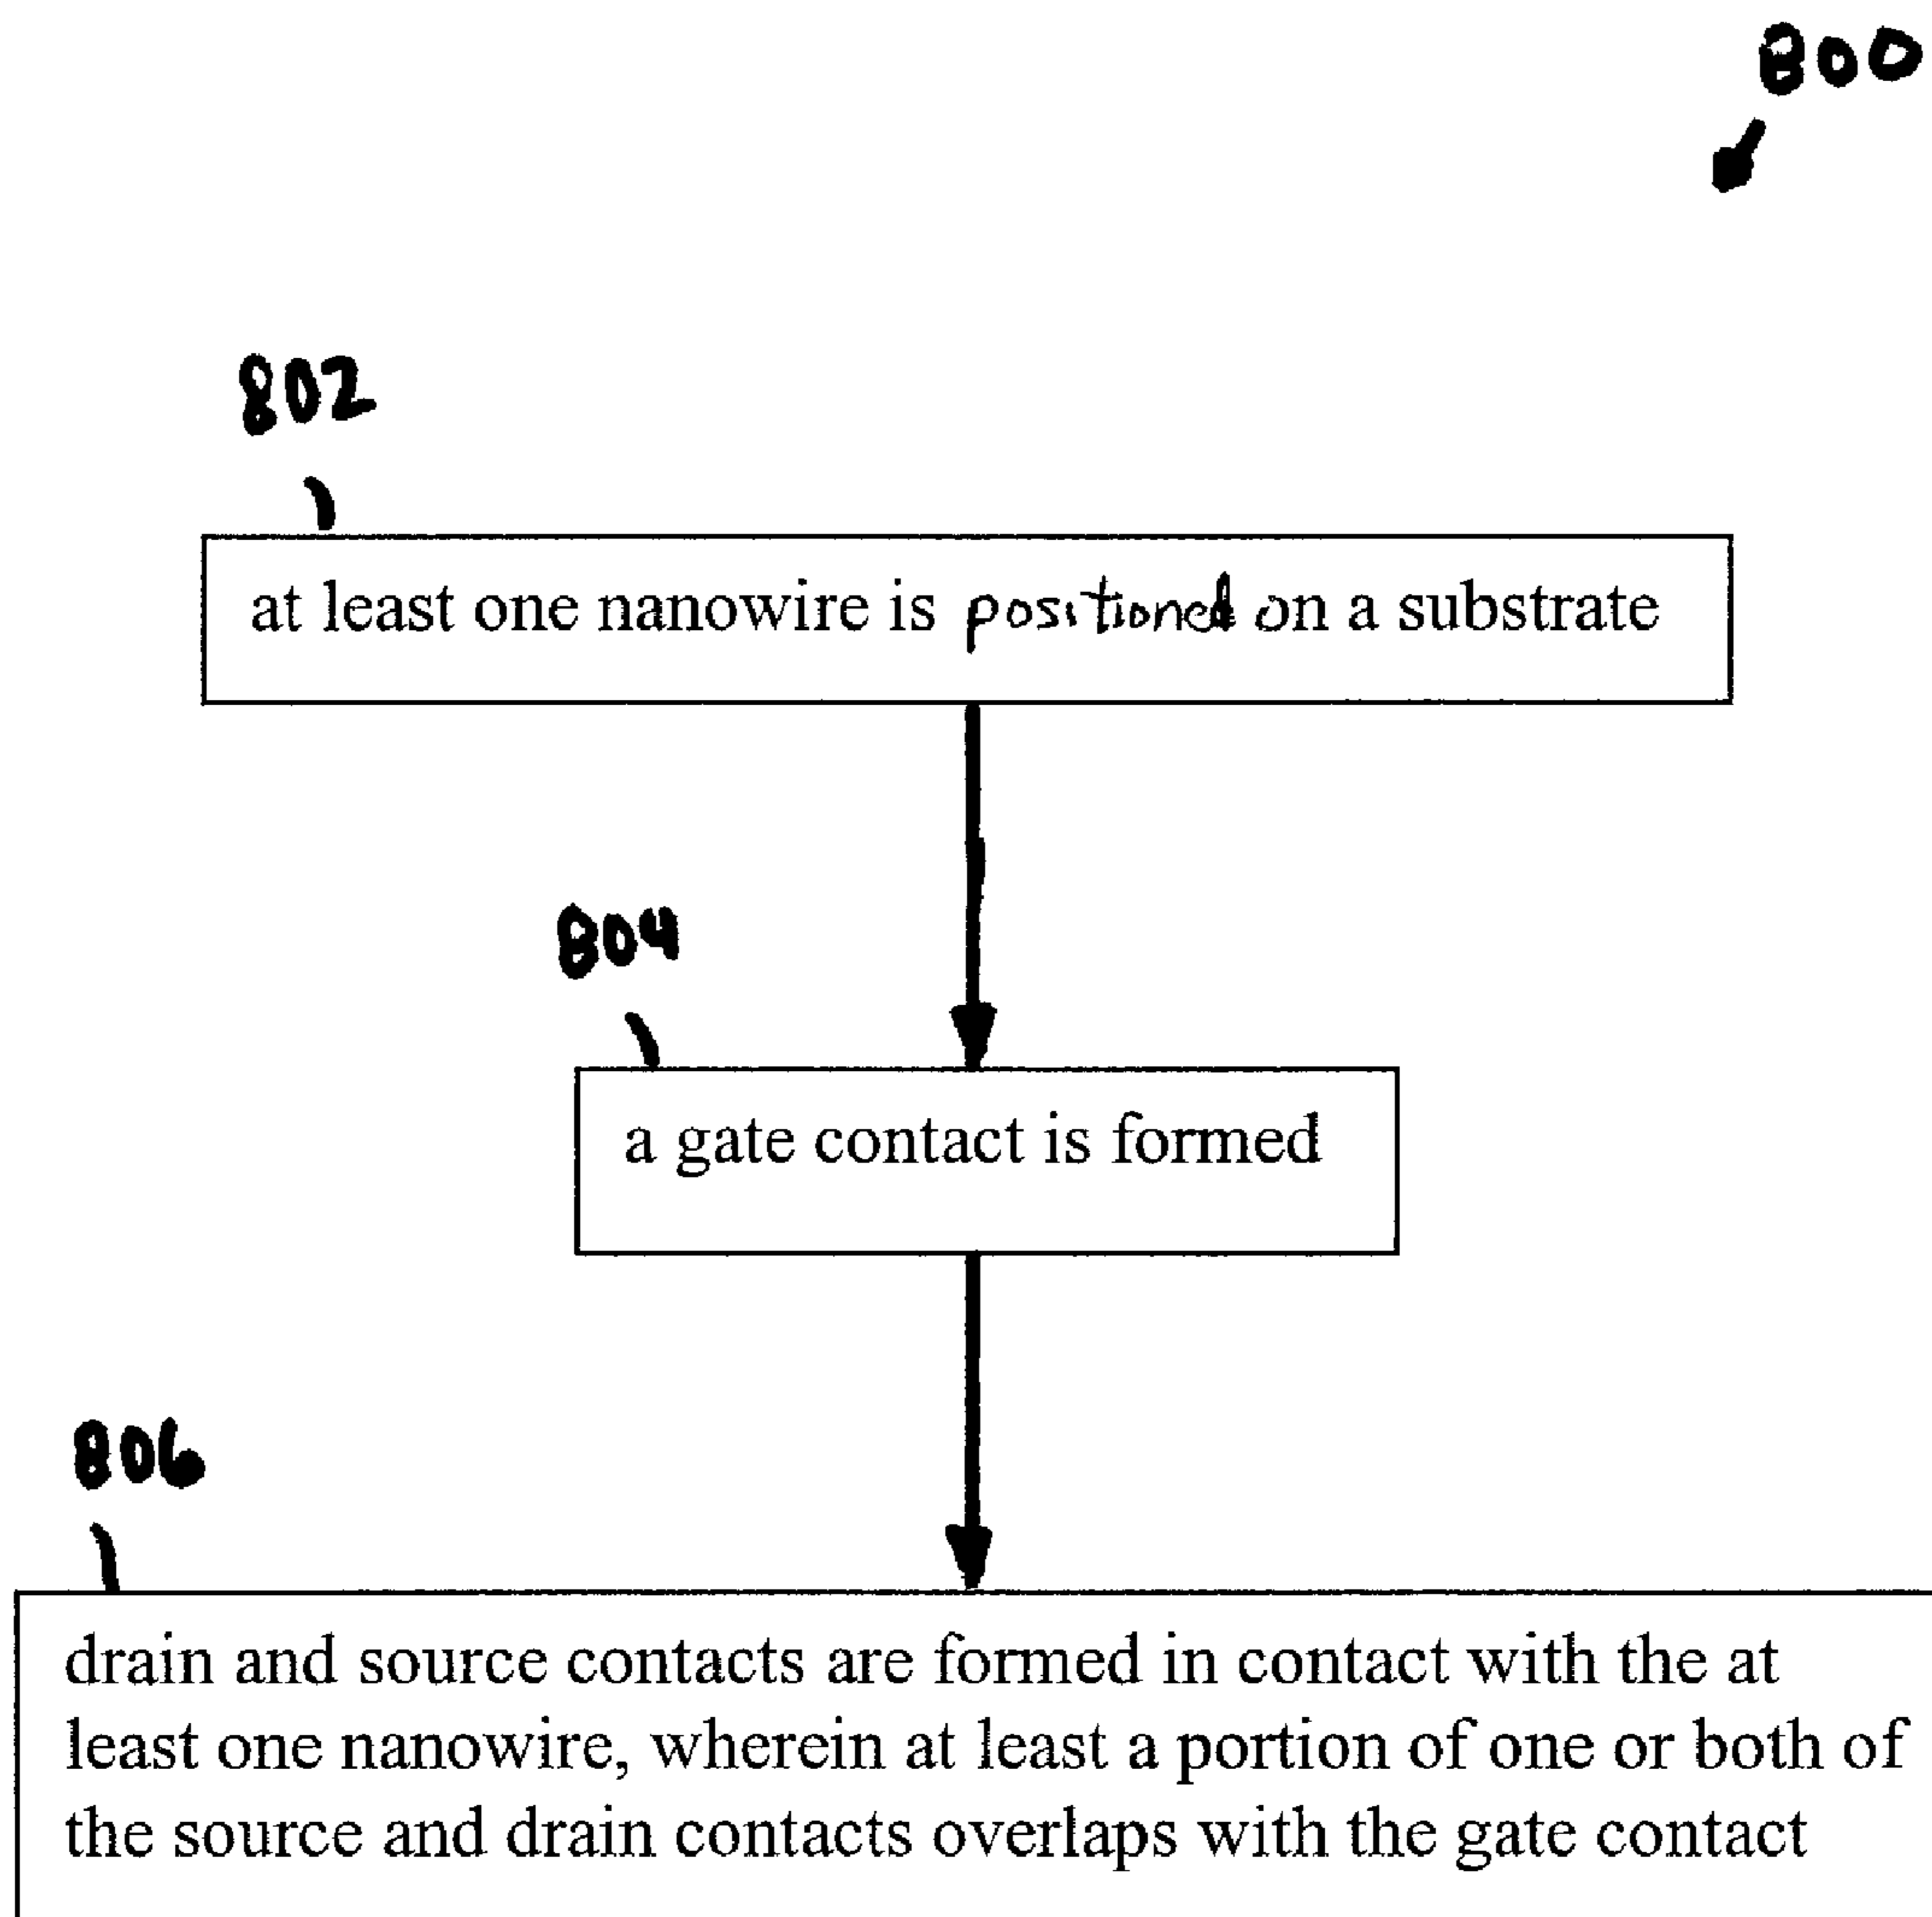 800
802
at least one nanowire is positioned on a substrate
804
a gate contact is formed
806
drain and source contacts are formed in contact with the at
least one nanowire, wherein at least a portion of one or both of
the source and drain contacts overlaps with the gate contact